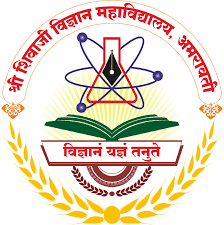 श्री शिवाजी विज्ञान महाविद्यालय, अमरावती
विज्ञानं यज्ञं तनुते